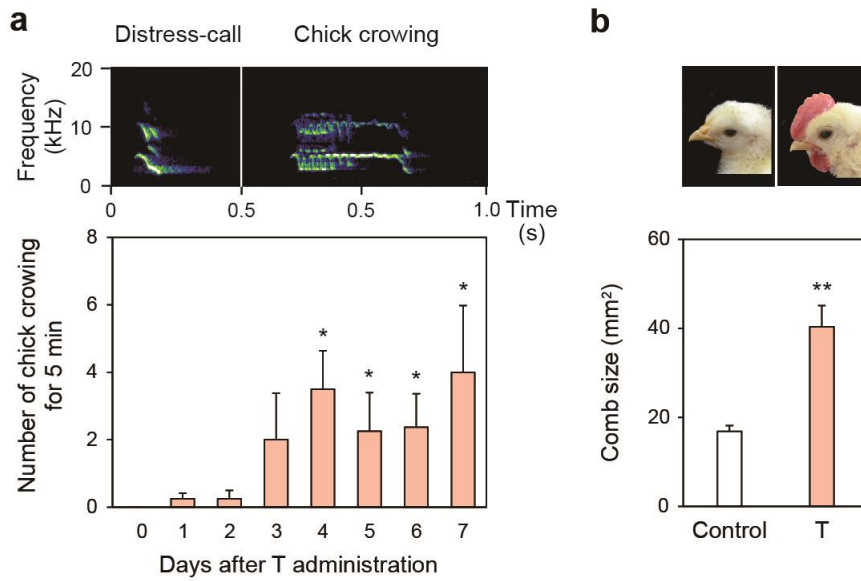 a
Distress-call Chick crowing
Frequency
(kHz)
20
10
0
0 0.5 0.5 1.0 Time
(s)
Number of chick crowing
for 5 min
8
6
4
2
0
* * * *
0 1 2 3 4 5 6 7
Days after T administration
b
Comb size (mm²)
60
40
20
0
**
Control T